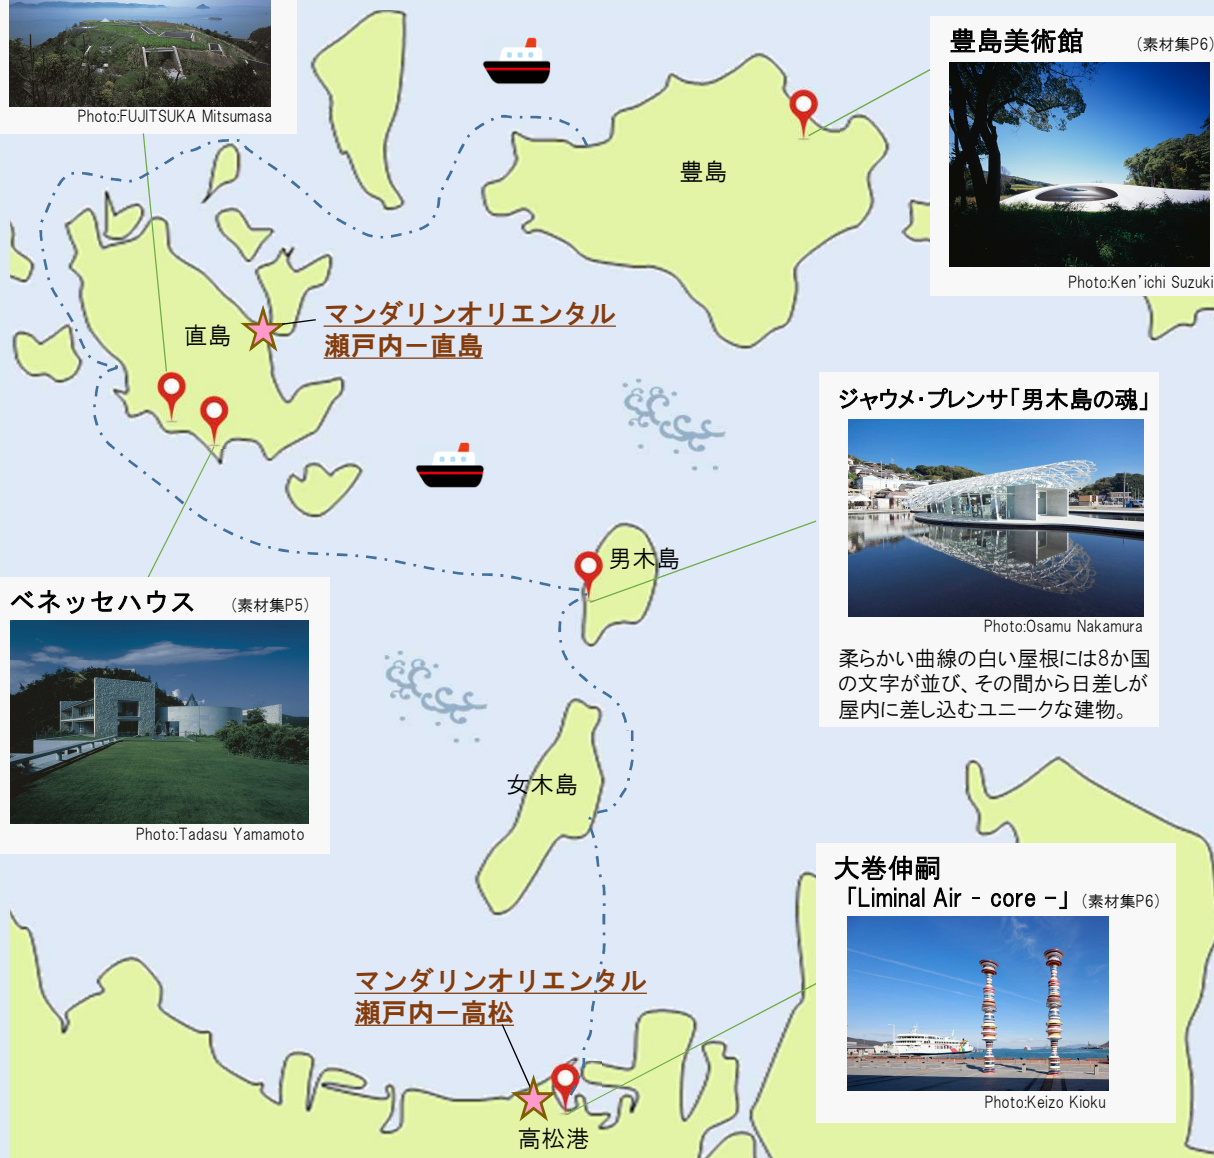 Photo:FUJITSUKA Mitsumasa
豊島美術館 (素材集P6)
Photo:Ken'ichi Suzuki
豊島
直島
マンダリンオリエンタル
瀬戸内ー直島
ジャウメ・プレンサ「男木島の魂」
Photo:Osamu Nakamura
柔らかい曲線の白い屋根には8か国
の文字が並び、その間から日差しが
屋内に差し込むユニークな建物。
男木島
ベネッセハウス (素材集P5)
Photo:Tadasu Yamamoto
女木島
大巻伸嗣
「Liminal Air - core -」(素材集P6)
Photo:Keizo Kioku
マンダリンオリエンタル
瀬戸内ー高松
高松港